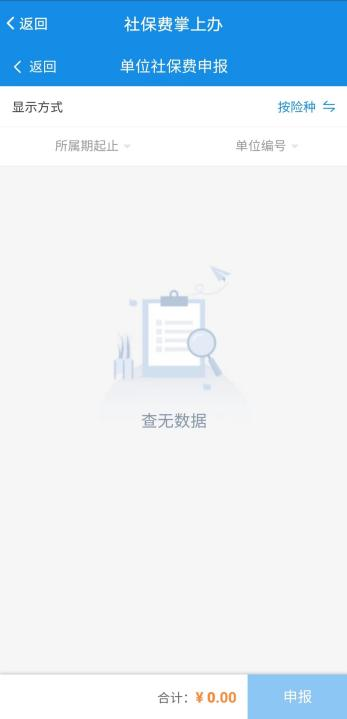 返回 社保费掌上办
返回 单位社保费申报
显示方式 按险种
所属期起止 单位编号
查无数据
合计：¥ 0.00 申报